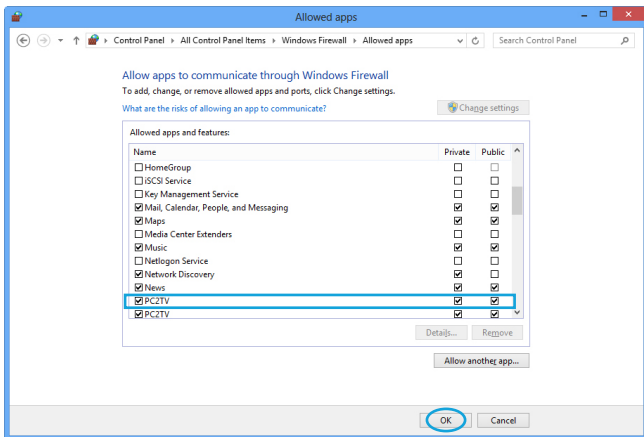 Allowed apps
Control Panel ▸ All Control Panel Items ▸ Windows Firewall ▸ Allowed apps
Search Control Panel
Allow apps to communicate through Windows Firewall
To add, change, or remove allowed apps and ports, click Change settings.
What are the risks of allowing an app to communicate?
Change settings
Allowed apps and features:
Name Private Public
HomeGroup
iSCSI Service
Key Management Service
Mail, Calendar, People, and Messaging
Maps
Media Center Extenders
Music
Netlogon Service
Network Discovery
News
PC2TV
PC2TV
Details... Remove
Allow another app...
OK Cancel